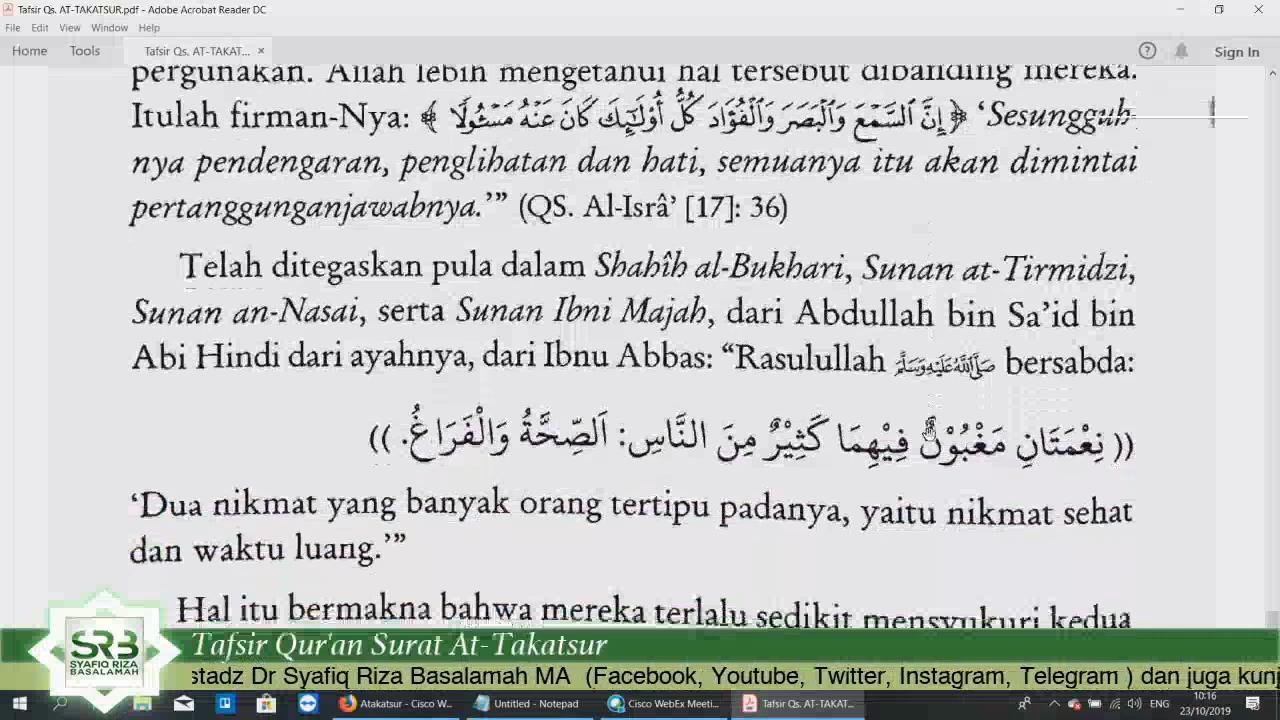 Tafsir Qs. AT-TAKATSUR.pdf - Adobe Acrobat Reader DC
File Edit View Window Help
Home Tools Tafsir Qs. AT-TAKAT... × Sign In
pergunakan. Allah lebih mengetahui hal tersebut dibanding mereka.
Itulah firman-Nya: ﴿ إِنَّ السَّمْعَ وَالْبَصَرَ وَالْفُؤَادَ كُلُّ أُوْلَٰٓئِكَ كَانَ عَنْهُ مَسْـُٔولًا ﴾ ‘Sesungguh-
nya pendengaran, penglihatan dan hati, semuanya itu akan dimintai
pertanggunganjawabnya.’” (QS. Al-Isrâ’ [17]: 36)
Telah ditegaskan pula dalam Shahîh al-Bukhari, Sunan at-Tirmidzi,
Sunan an-Nasai, serta Sunan Ibni Majah, dari Abdullah bin Sa’id bin
Abi Hindi dari ayahnya, dari Ibnu Abbas: “Rasulullah ﷺ bersabda:
(( نِعْمَتَانِ مَغْبُوْنٌ فِيْهِمَا كَثِيْرٌ مِنَ النَّاسِ: اَلصِّحَّةُ وَالْفَرَاغُ. ))
‘Dua nikmat yang banyak orang tertipu padanya, yaitu nikmat sehat
dan waktu luang.’”
Hal itu bermakna bahwa mereka terlalu sedikit mensyukuri kedua
SRB
SYAFIQ RIZA
BASALAMAH
Tafsir Qur'an Surat At-Takatsur
stadz Dr Syafiq Riza Basalamah MA (Facebook, Youtube, Twitter, Instagram, Telegram ) dan juga kung
Atakatsur - Cisco W... Untitled - Notepad Cisco WebEx Meeti... Tafsir Qs. AT-TAKAT...
ENG 10:16
23/10/2019